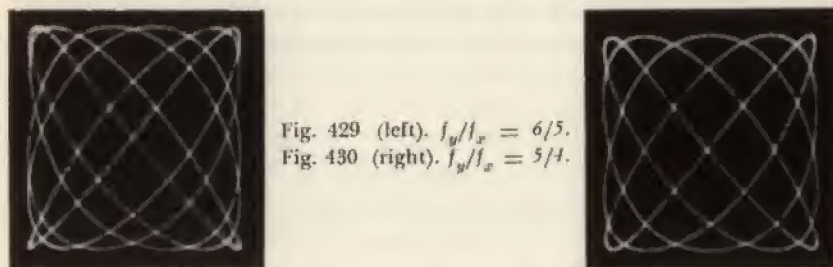 Fig. 429 (left). f_y/f_x = 6/5.
Fig. 430 (right). f_y/f_x = 5/4.